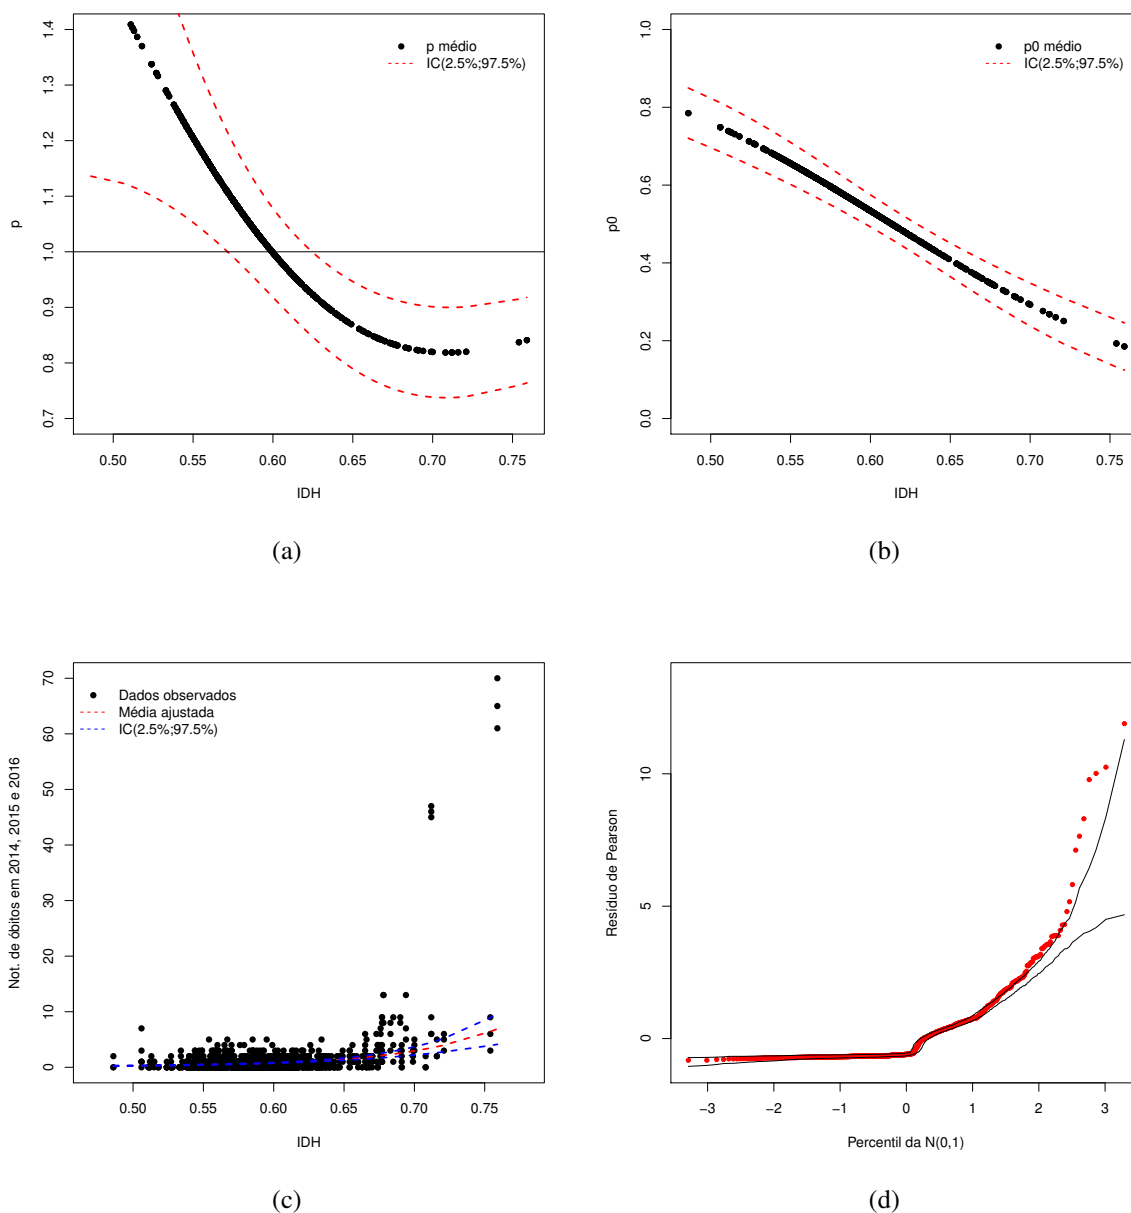 p médio
IC(2.5%;97.5%)
p
0.7 0.8 0.9 1.0 1.1 1.2 1.3 1.4
0.50 0.55 0.60 0.65 0.70 0.75
IDH
(a)
p0 médio
IC(2.5%;97.5%)
p0
0.0 0.2 0.4 0.6 0.8 1.0
0.50 0.55 0.60 0.65 0.70 0.75
IDH
(b)
Dados observados
Média ajustada
IC(2.5%;97.5%)
Not. de óbitos em 2014, 2015 e 2016
0 10 20 30 40 50 60 70
0.50 0.55 0.60 0.65 0.70 0.75
IDH
(c)
Resíduo de Pearson
0 5 10
−3 −2 −1 0 1 2 3
Percentil da N(0,1)
(d)